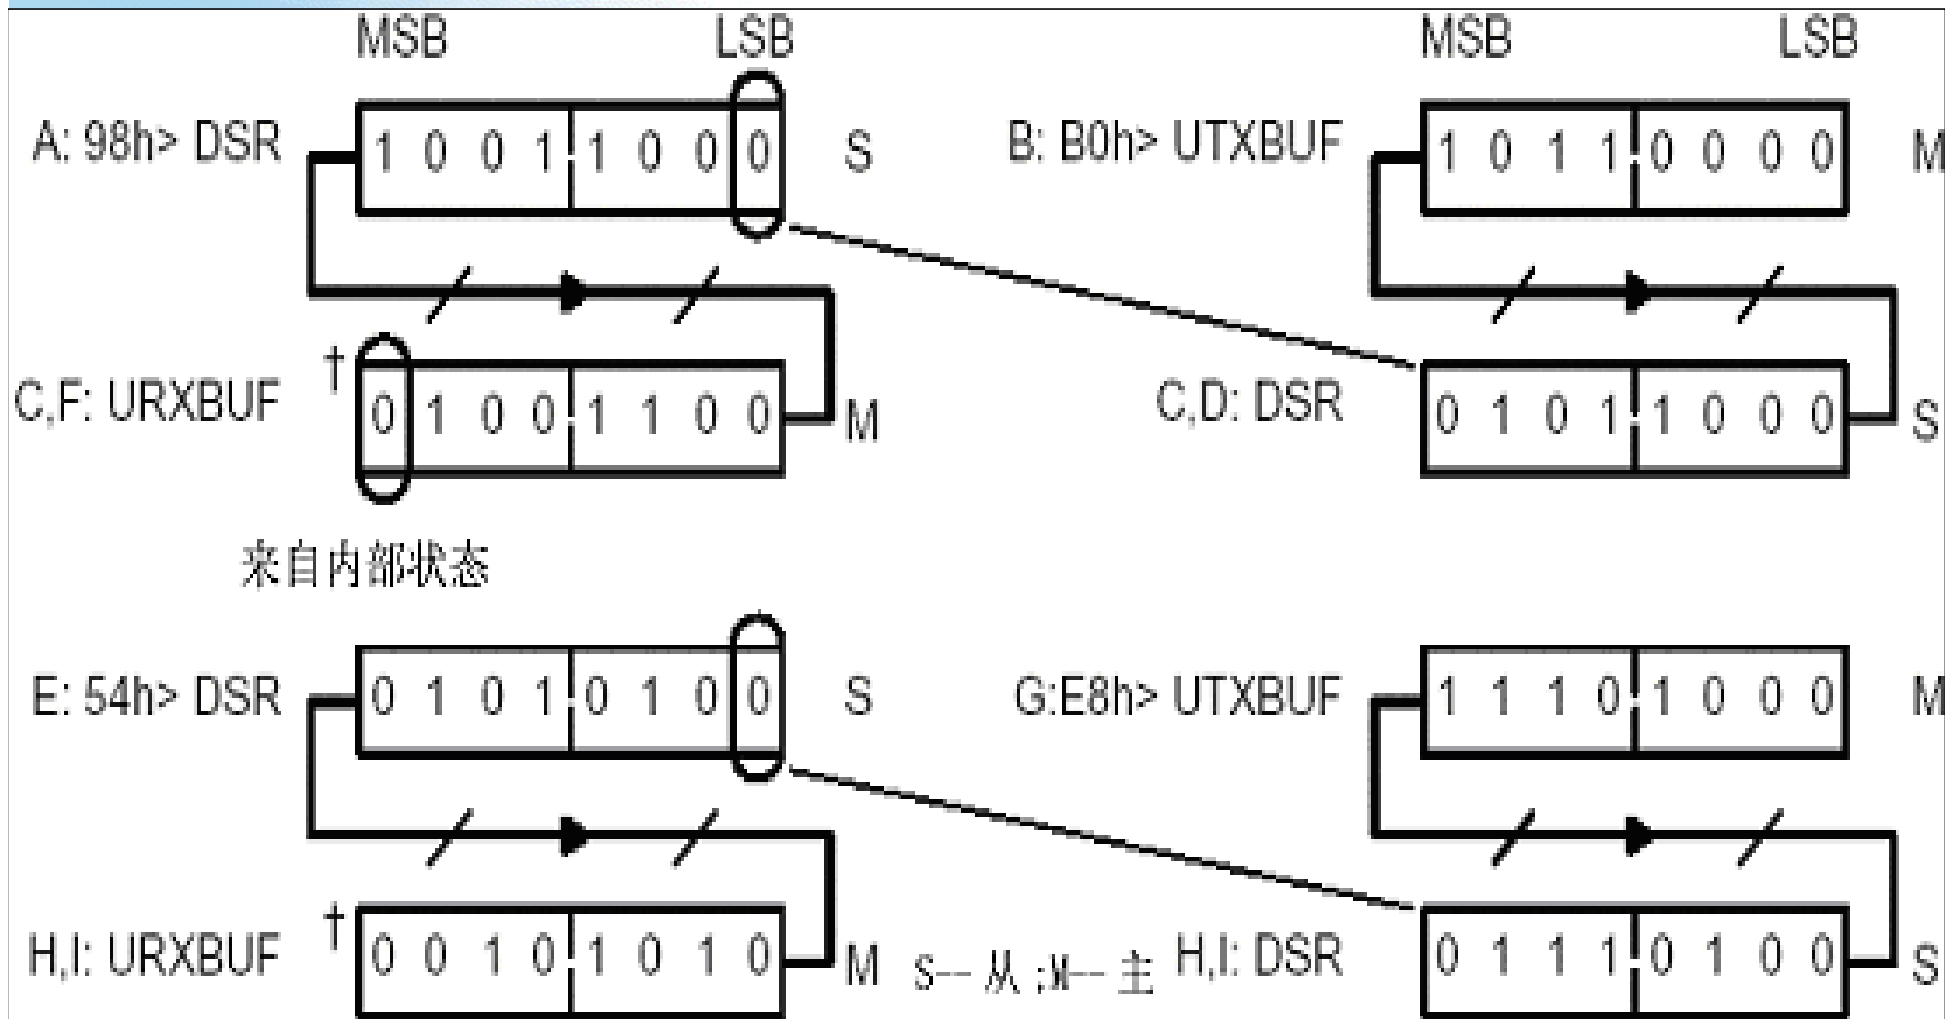 MSB LSB MSB LSB
A: 98h> DSR 1 0 0 1 1 0 0 0 S B: B0h> UTXBUF 1 0 1 1 0 0 0 0 M
C,F: URXBUF † 0 1 0 0 1 1 0 0 M C,D: DSR 0 1 0 1 1 0 0 0 S
来自内部状态
E: 54h> DSR 0 1 0 1 0 1 0 0 S G:E8h> UTXBUF 1 1 1 0 1 0 0 0 M
H,I: URXBUF † 0 0 1 0 1 0 1 0 M S--从;M--主 H,I: DSR 0 1 1 1 0 1 0 0 S